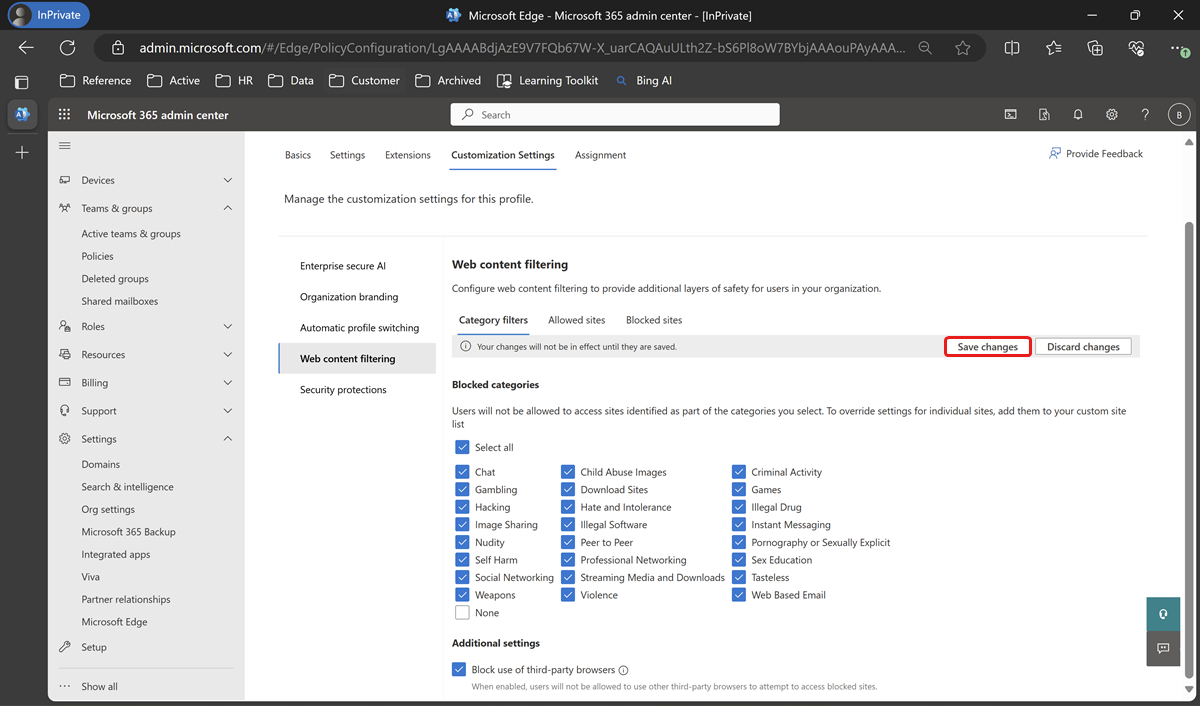 InPrivate
Microsoft Edge - Microsoft 365 admin center - [InPrivate]
admin.microsoft.com/#/Edge/PolicyConfiguration/LgAAAABdjAzE9V7FQb67W-X_uarCAQAuULth2Z-bS6Pl8oW7BYbjAAAouPAyAAA...
Reference
Active
HR
Data
Customer
Archived
Learning Toolkit
Bing AI
Microsoft 365 admin center
Search
B
Devices
Teams & groups
Active teams & groups
Policies
Deleted groups
Shared mailboxes
Roles
Resources
Billing
Support
Settings
Domains
Search & intelligence
Org settings
Microsoft 365 Backup
Integrated apps
Viva
Partner relationships
Microsoft Edge
Setup
Show all
Basics
Settings
Extensions
Customization Settings
Assignment
Provide Feedback
Manage the customization settings for this profile.
Enterprise secure AI
Organization branding
Automatic profile switching
Web content filtering
Security protections
Web content filtering
Configure web content filtering to provide additional layers of safety for users in your organization.
Category filters
Allowed sites
Blocked sites
Your changes will not be in effect until they are saved.
Save changes
Discard changes
Blocked categories
Users will not be allowed to access sites identified as part of the categories you select. To override settings for individual sites, add them to your custom site
list
Select all
Chat
Child Abuse Images
Criminal Activity
Gambling
Download Sites
Games
Hacking
Hate and Intolerance
Illegal Drug
Image Sharing
Illegal Software
Instant Messaging
Nudity
Peer to Peer
Pornography or Sexually Explicit
Self Harm
Professional Networking
Sex Education
Social Networking
Streaming Media and Downloads
Tasteless
Weapons
Violence
Web Based Email
None
Additional settings
Block use of third-party browsers
When enabled, users will not be allowed to use other third-party browsers to attempt to access blocked sites.